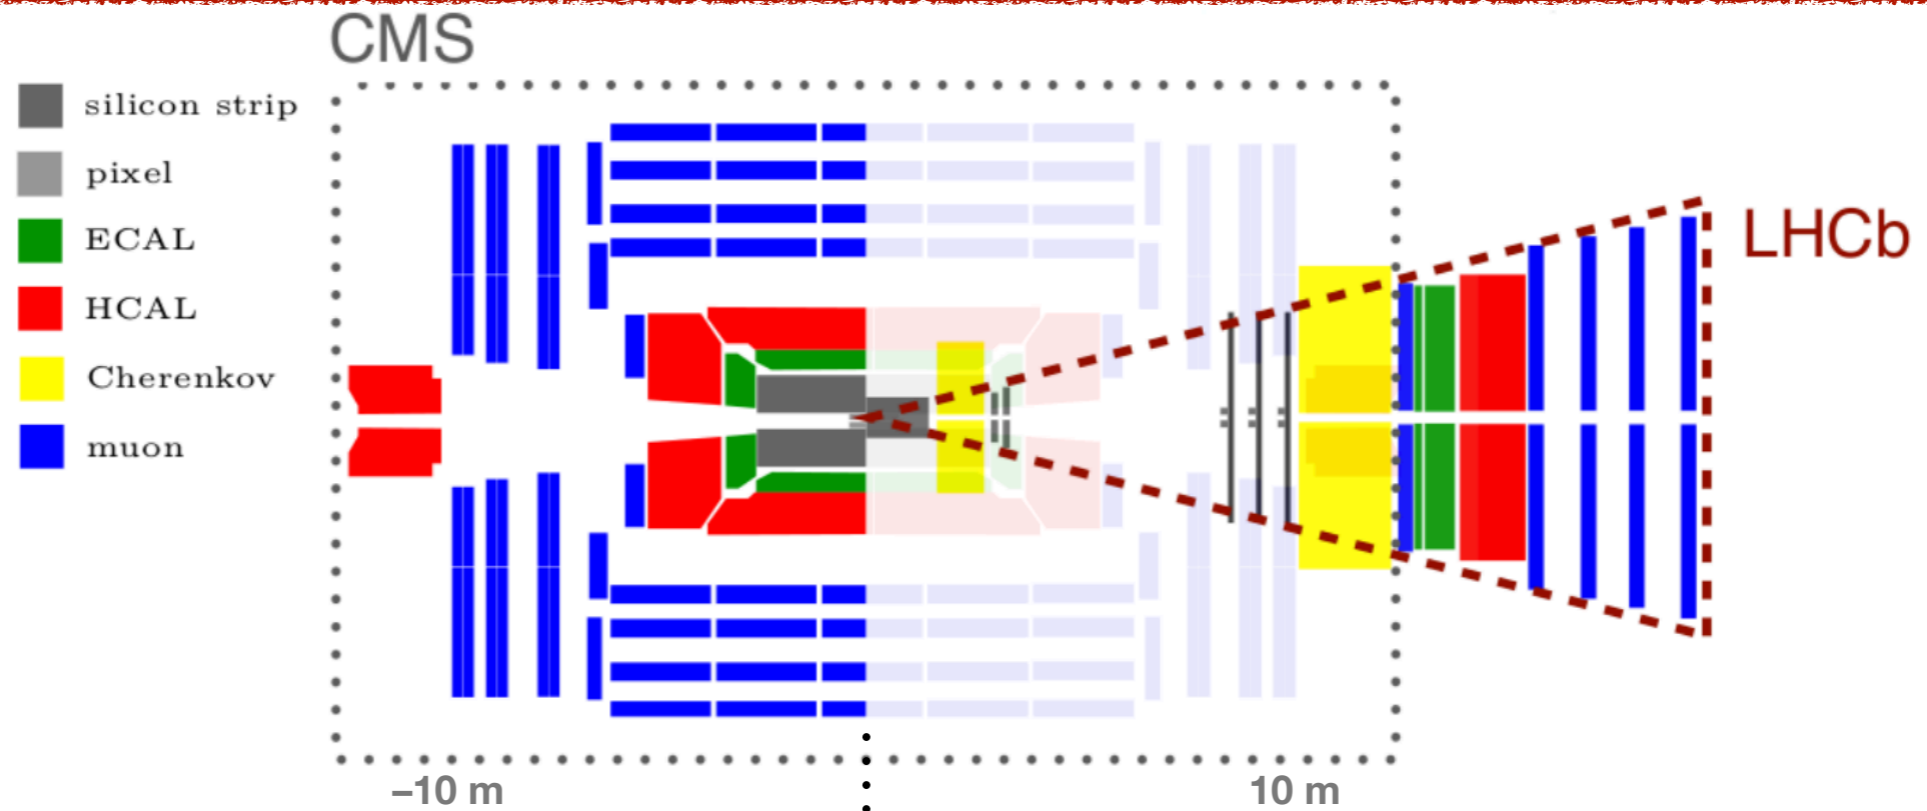 CMS
silicon strip
pixel
ECAL
HCAL
Cherenkov
muon
LHCb
−10 m
10 m